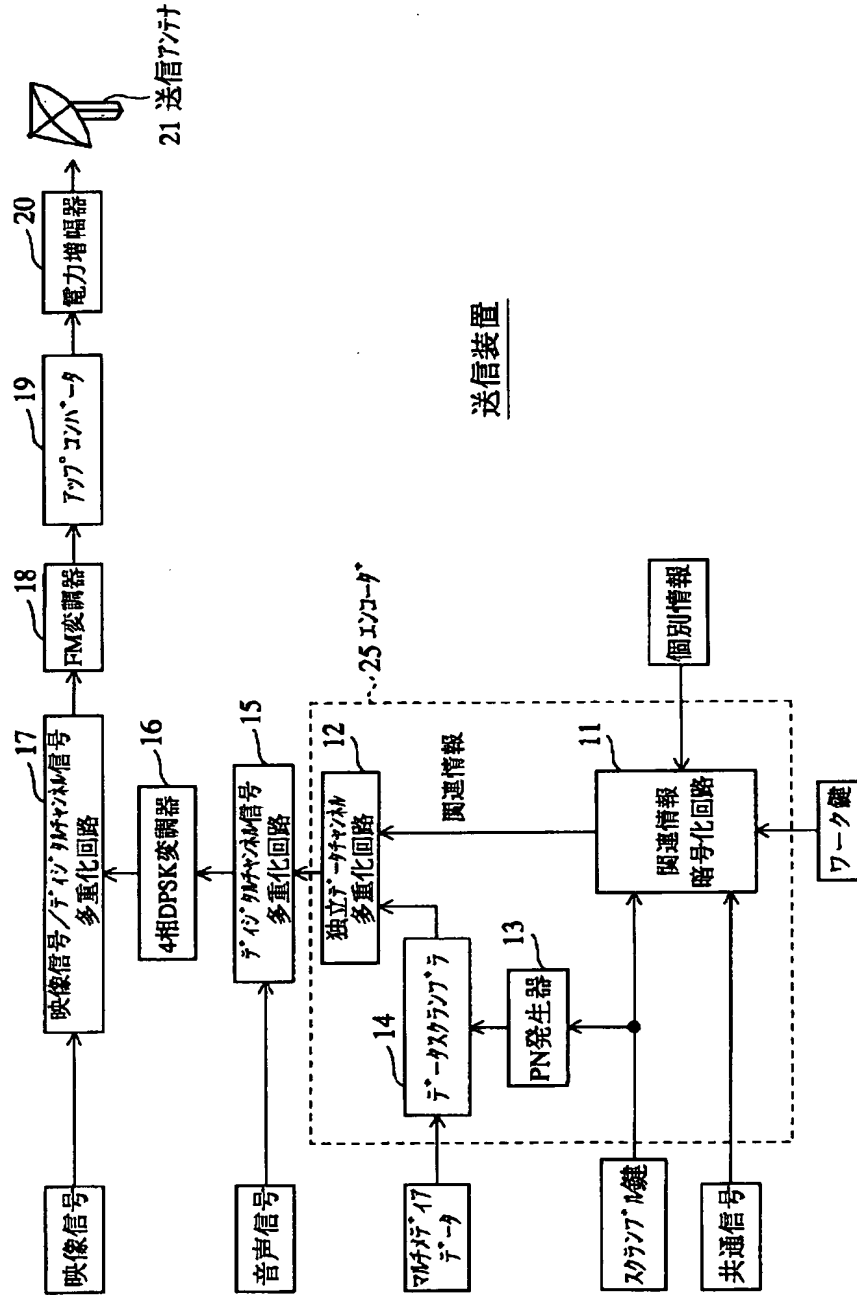 映像信号
17
映像信号／ディジタルチャンネル信号
多重化回路
18
FM変調器
19
アップコンバータ
20
電力増幅器
21 送信アンテナ
16
4相DPSK変調器
音声信号
15
ディジタルチャンネル信号
多重化回路
25 エンコーダ
12
独立データチャンネル
多重化回路
関連情報
マルチメディア
データ
14
データスクランブラ
13
PN発生器
11
関連情報
暗号化回路
個別情報
スクランブル鍵
共通信号
ワーク鍵
送信装置